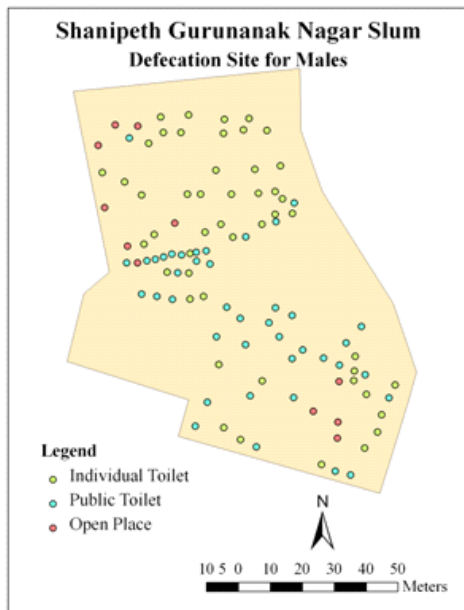 Shanipeth Gurunanak Nagar Slum
Defecation Site for Males
Legend
Individual Toilet
Public Toilet
Open Place
N
10 5 0 10 20 30 40 50
Meters